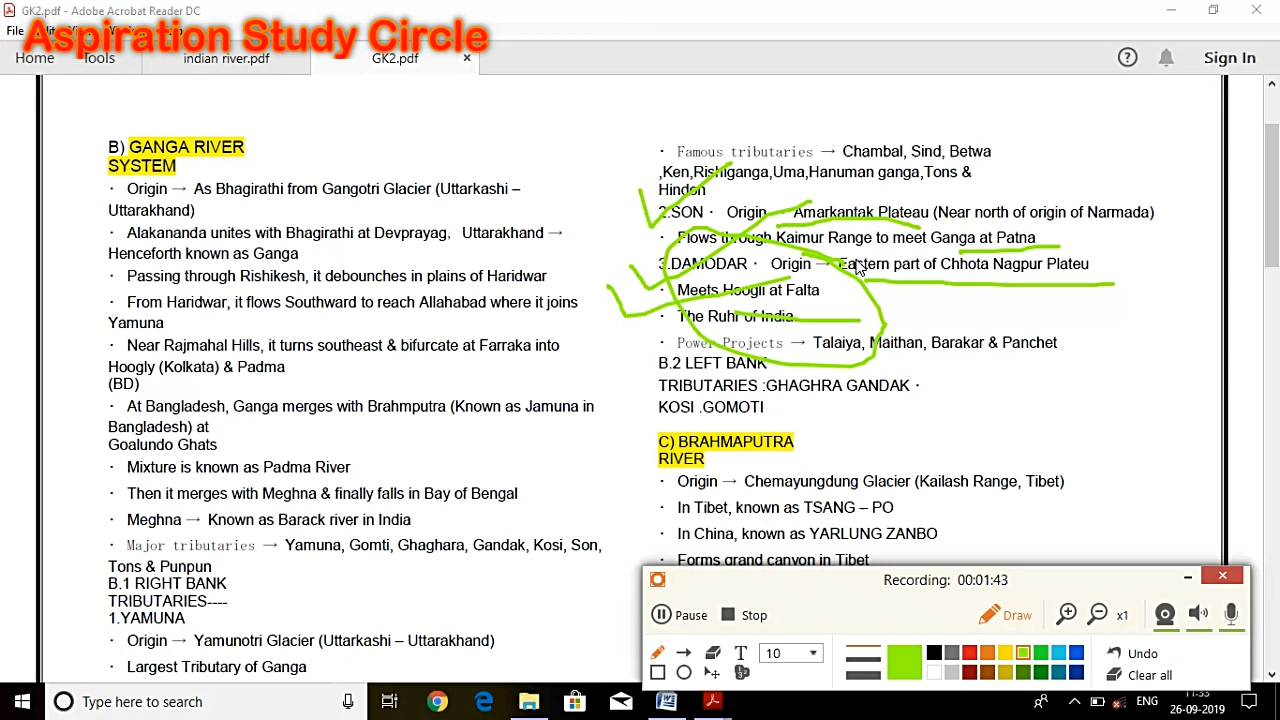 GK2.pdf - Adobe Acrobat Reader DC
Aspiration Study Circle
Home Tools indian river.pdf GK2.pdf × Sign In
B) GANGA RIVER
SYSTEM
· Origin → As Bhagirathi from Gangotri Glacier (Uttarkashi –
Uttarakhand)
· Alakananda unites with Bhagirathi at Devprayag, Uttarakhand →
Henceforth known as Ganga
· Passing through Rishikesh, it debounches in plains of Haridwar
· From Haridwar, it flows Southward to reach Allahabad where it joins
Yamuna
· Near Rajmahal Hills, it turns southeast & bifurcate at Farraka into
Hoogly (Kolkata) & Padma
(BD)
· At Bangladesh, Ganga merges with Brahmputra (Known as Jamuna in
Bangladesh) at
Goalundo Ghats
· Mixture is known as Padma River
· Then it merges with Meghna & finally falls in Bay of Bengal
· Meghna → Known as Barack river in India
· Major tributaries → Yamuna, Gomti, Ghaghara, Gandak, Kosi, Son,
Tons & Punpun
B.1 RIGHT BANK
TRIBUTARIES----
1.YAMUNA
· Origin → Yamunotri Glacier (Uttarkashi – Uttarakhand)
· Largest Tributary of Ganga
· Famous tributaries → Chambal, Sind, Betwa
,Ken,Rishiganga,Uma,Hanuman ganga,Tons &
Hindon
2.SON · Origin → Amarkantak Plateau (Near north of origin of Narmada)
· Flows through Kaimur Range to meet Ganga at Patna
3.DAMODAR · Origin → Eastern part of Chhota Nagpur Plateu
· Meets Hoogli at Falta
· The Ruhr of India.
· Power Projects → Talaiya, Maithan, Barakar & Panchet
B.2 LEFT BANK
TRIBUTARIES :GHAGHRA GANDAK ·
KOSI .GOMOTI
C) BRAHMAPUTRA
RIVER
· Origin → Chemayungdung Glacier (Kailash Range, Tibet)
· In Tibet, known as TSANG – PO
· In China, known as YARLUNG ZANBO
· Forms grand canyon in Tibet
Recording: 00:01:43
Pause Stop Draw x1
T 10 Undo
Clear all
Type here to search ENG 11:33
26-09-2019